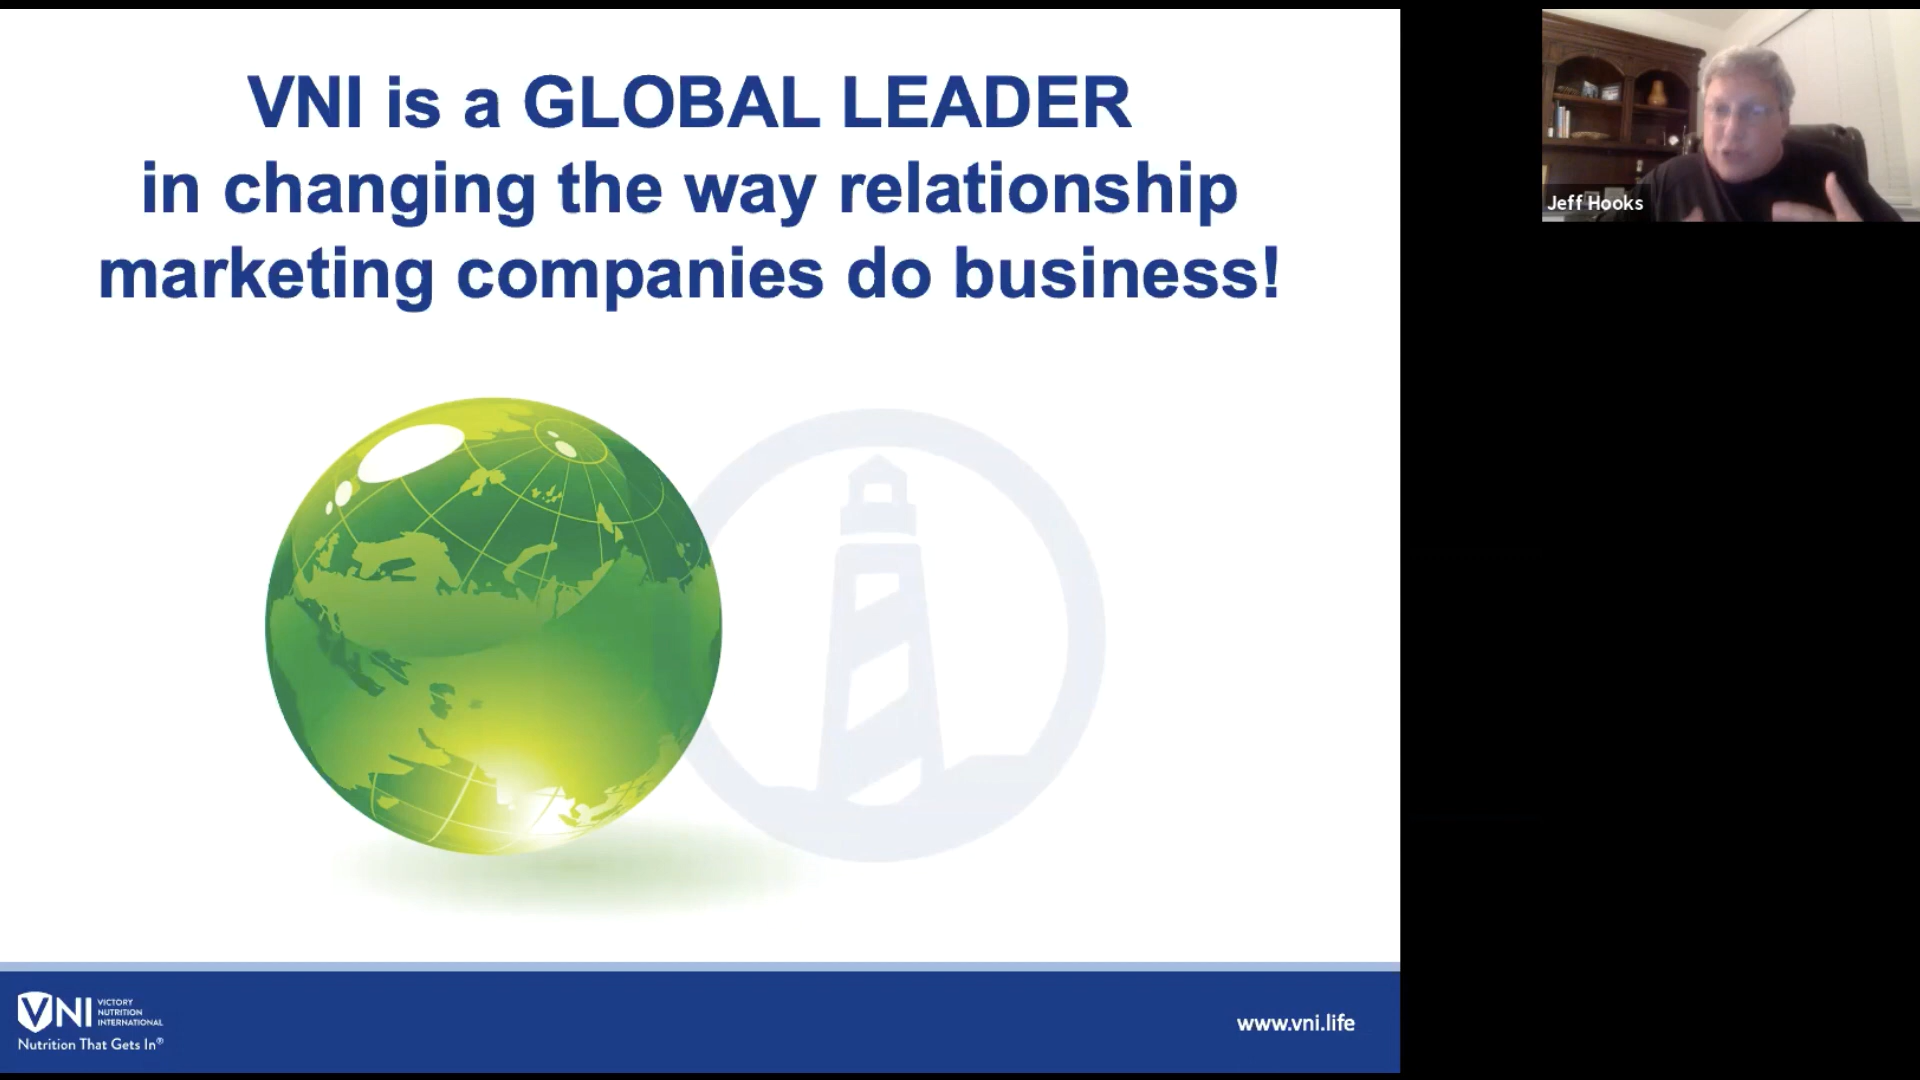 VNI is a GLOBAL LEADER
in changing the way relationship
marketing companies do business!
Jeff Hooks
VNI
VICTORY
NUTRITION
INTERNATIONAL
Nutrition That Gets In®
www.vni.life